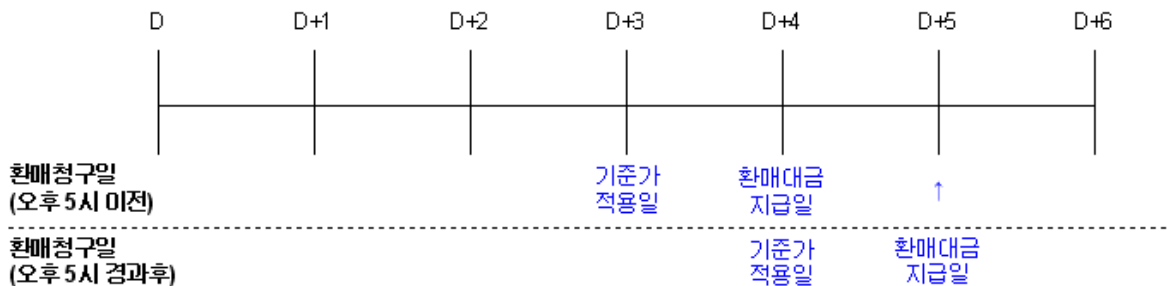 D D+1 D+2 D+3 D+4 D+5 D+6
환매청구일 기준가 환매대금 ↑
(오후 5시 이전) 적용일 지급일
환매청구일 기준가 환매대금
(오후 5시 경과후) 적용일 지급일